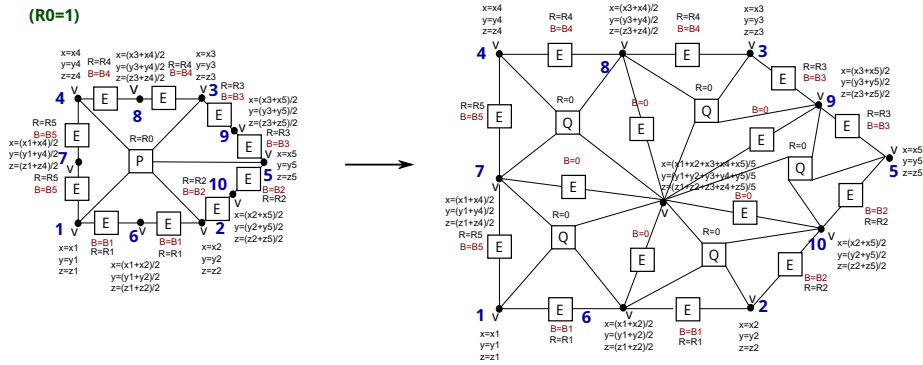 (R0=1)
x=x4
y=y4
z=z4
4
V
R=R4
B=B4
E
x=(x3+x4)/2
(y3+y4)/2
(z3+z4)/2
V
8
R=R4
B=B4
E
x=x3
y=y3
z=z3
V
3
R=R3
B=B3
E
x=(x3+x5)/2
(y3+y5)/2
z=(z3+z5)/2
9
V
R=R3
B=B3
E
R=R5
B=B5
E
x=(x1+x4)/2
(y1+y4)/2
z=(z1+z4)/2
7
V
R=R5
B=B5
E
R=R0
P
V
x=x5
y=y5
z=z5
5
E
B=B2
R=R2
10
V
R=R2
B=B2
E
x=(x2+x5)/2
(y2+y5)/2
(z2+z5)/2
1
V
x=x1
y=y1
z=z1
E
B=B1
R=R1
6
V
x=(x1+x2)/2
(y1+y2)/2
(z1+z2)/2
E
B=B1
R=R1
V
2
x=x2
y=y2
z=z2
x=x4
y=y4
z=z4
V
4
R=R4
B=B4
E
x=(x3+x4)/2
(y3+y4)/2
(z3+z4)/2
V
8
R=R4
B=B4
E
x=x3
y=y3
z=z3
V
3
E
R=R3
B=B3
x=(x3+x5)/2
(y3+y5)/2
z=(z3+z5)/2
V
9
R=R5
B=B5
E
R=0
Q
B=0
E
R=0
Q
B=0
E
E
R=R3
B=B3
7
V
B=0
E
x=(x1+x2+x3+x4+x5)/5
(y=(y1+y2+y3+y4+y5)/5
(z1+z2+z3+z4+z5)/5
V
R=0
Q
V
x=x5
y=y5
z=z5
5
x=(x1+x4)/2
(y1+y4)/2
(z1+z4)/2
R=R5
B=B5
E
R=0
Q
B=0
E
R=0
Q
B=0
E
E
B=B2
R=R2
V
10
x=(x2+x5)/2
(y2+y5)/2
(z2+z5)/2
E
B=B2
R=R2
1
V
x=x1
y=y1
z=z1
E
B=B1
R=R1
6
V
x=(x1+x2)/2
(y1+y2)/2
z=(z1+z2)/2
E
B=B1
R=R1
V
2
x=x2
y=y2
z=z2